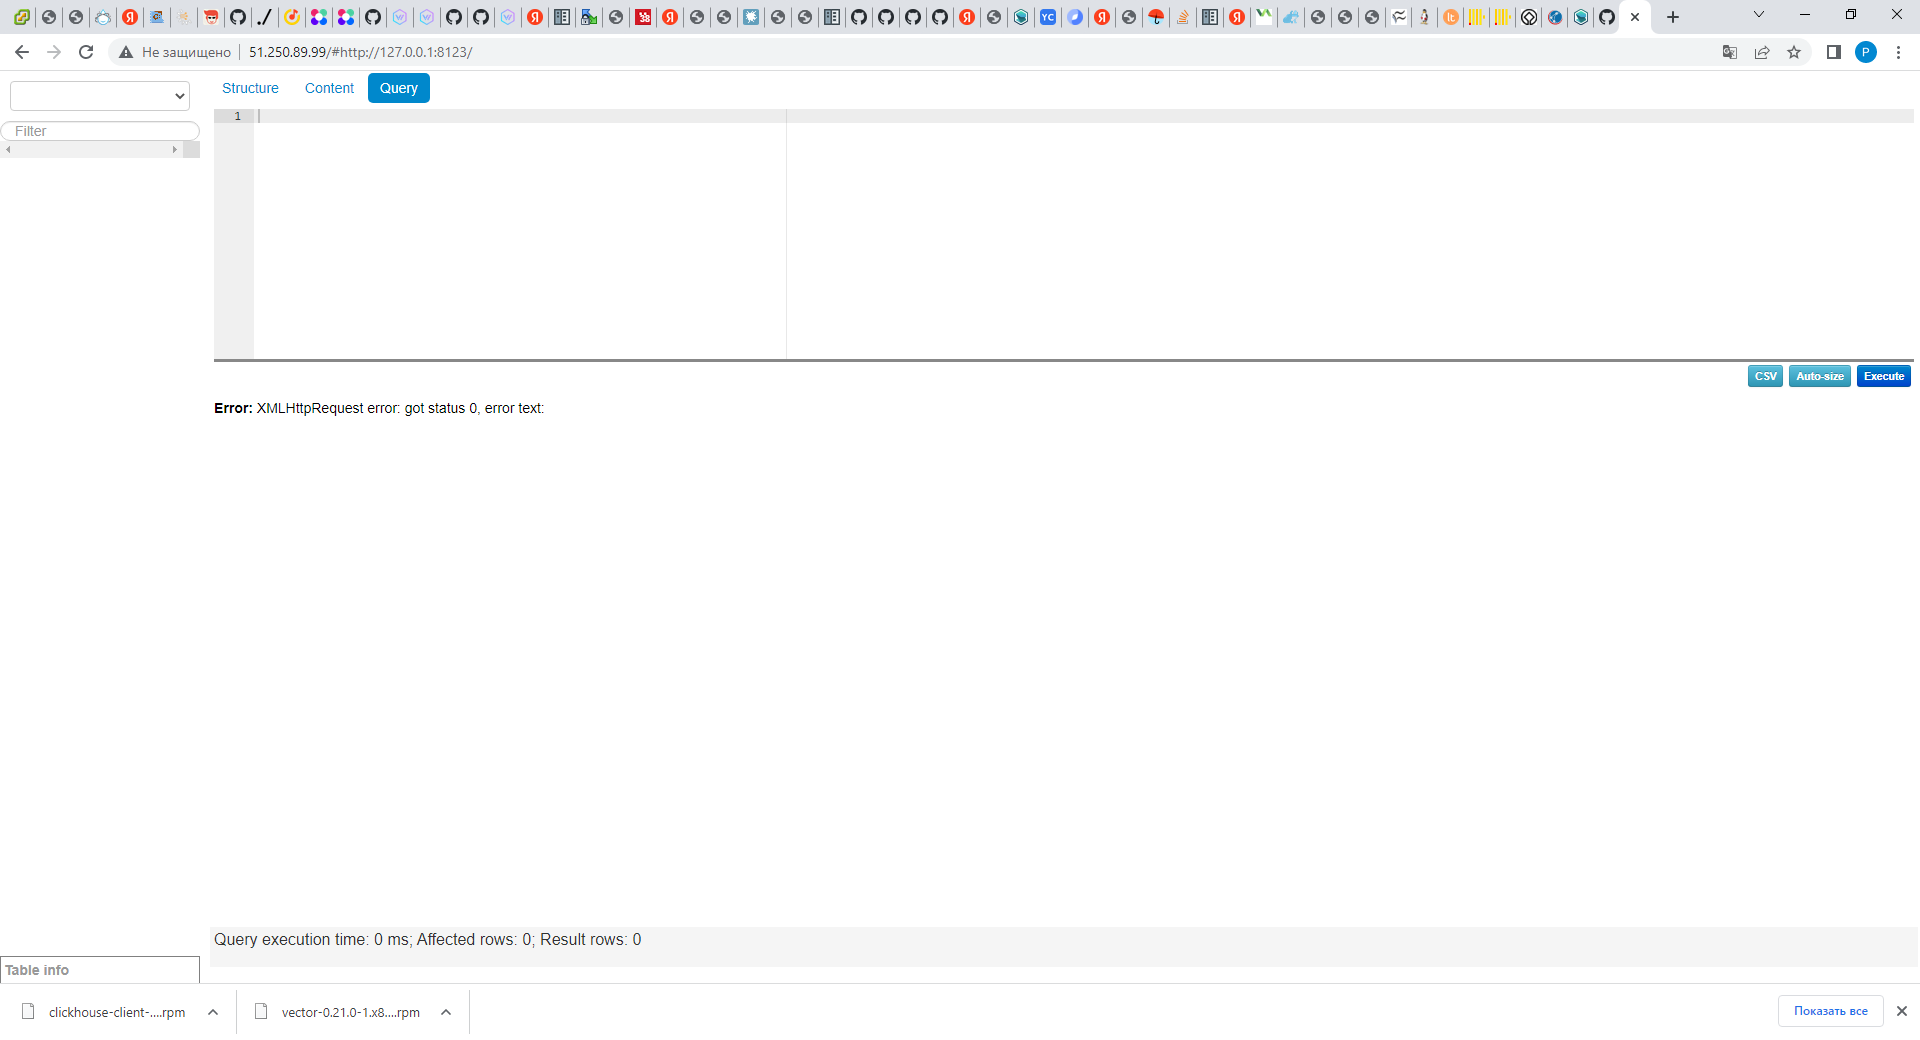 Не защищено
51.250.89.99/#http://127.0.0.1:8123/
P
Structure
Content
Query
Filter
1
CSV
Auto-size
Execute
Error: XMLHttpRequest error: got status 0, error text:
Query execution time: 0 ms; Affected rows: 0; Result rows: 0
Table info
clickhouse-client-....rpm
vector-0.21.0-1.x8....rpm
Показать все